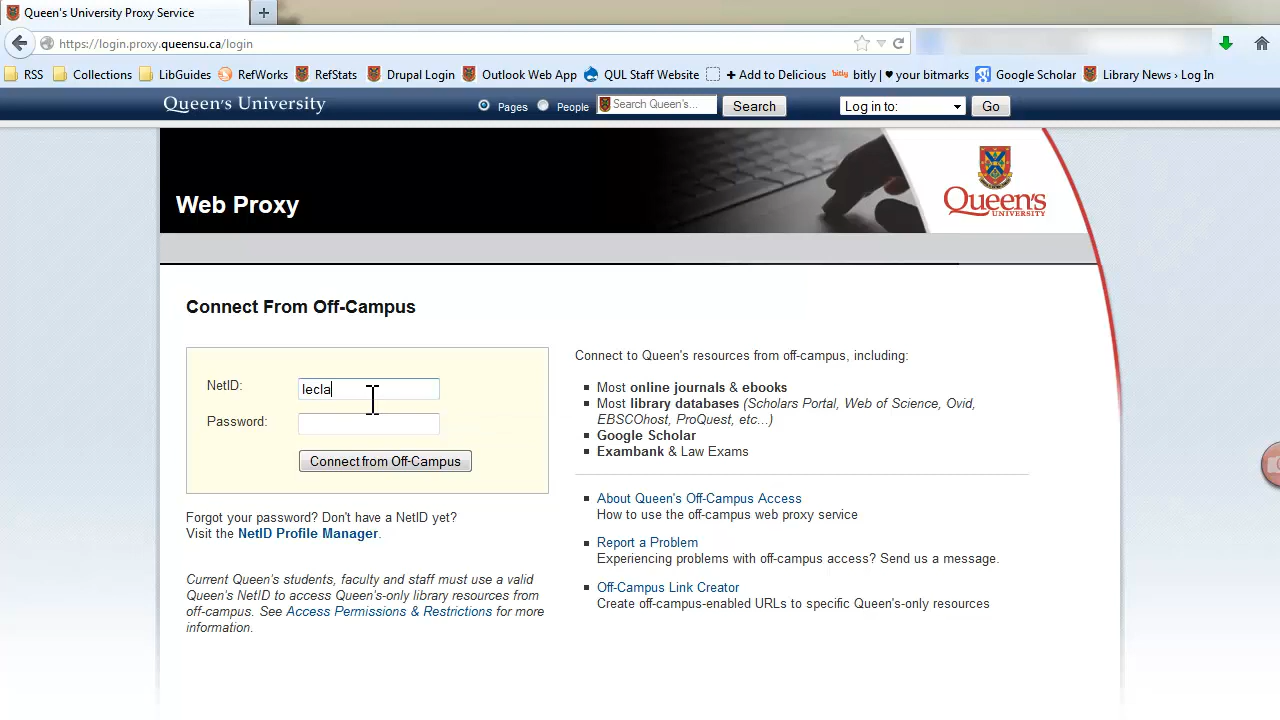 Queen's University Proxy Service
https://login.proxy.queensu.ca/login
RSS Collections LibGuides RefWorks RefStats Drupal Login Outlook Web App QUL Staff Website + Add to Delicious bitly bitly | ♥ your bitmarks Google Scholar Library News › Log In
Queen's University Pages People Search Queen's... Search Log in to: Go
Web Proxy
Queen's
UNIVERSITY
Connect From Off-Campus
NetID: lecla
Password:
Connect from Off-Campus
Forgot your password? Don't have a NetID yet?
Visit the NetID Profile Manager.
Current Queen's students, faculty and staff must use a valid
Queen's NetID to access Queen's-only library resources from
off-campus. See Access Permissions & Restrictions for more
information.
Connect to Queen's resources from off-campus, including:
Most online journals & ebooks
Most library databases (Scholars Portal, Web of Science, Ovid,
EBSCOhost, ProQuest, etc...)
Google Scholar
Exambank & Law Exams
About Queen's Off-Campus Access
How to use the off-campus web proxy service
Report a Problem
Experiencing problems with off-campus access? Send us a message.
Off-Campus Link Creator
Create off-campus-enabled URLs to specific Queen's-only resources